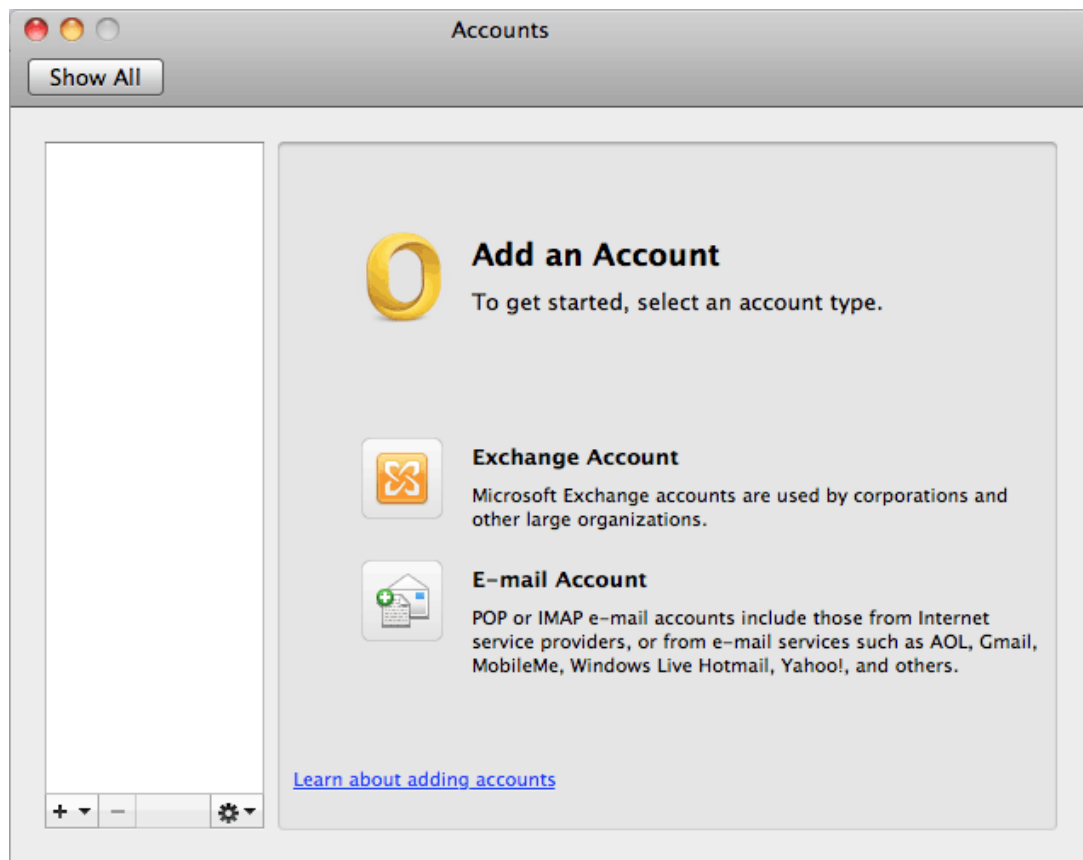 Accounts
Show All
Add an Account
To get started, select an account type.
Exchange Account
Microsoft Exchange accounts are used by corporations and
other large organizations.
E-mail Account
POP or IMAP e-mail accounts include those from Internet
service providers, or from e-mail services such as AOL, Gmail,
MobileMe, Windows Live Hotmail, Yahoo!, and others.
Learn about adding accounts